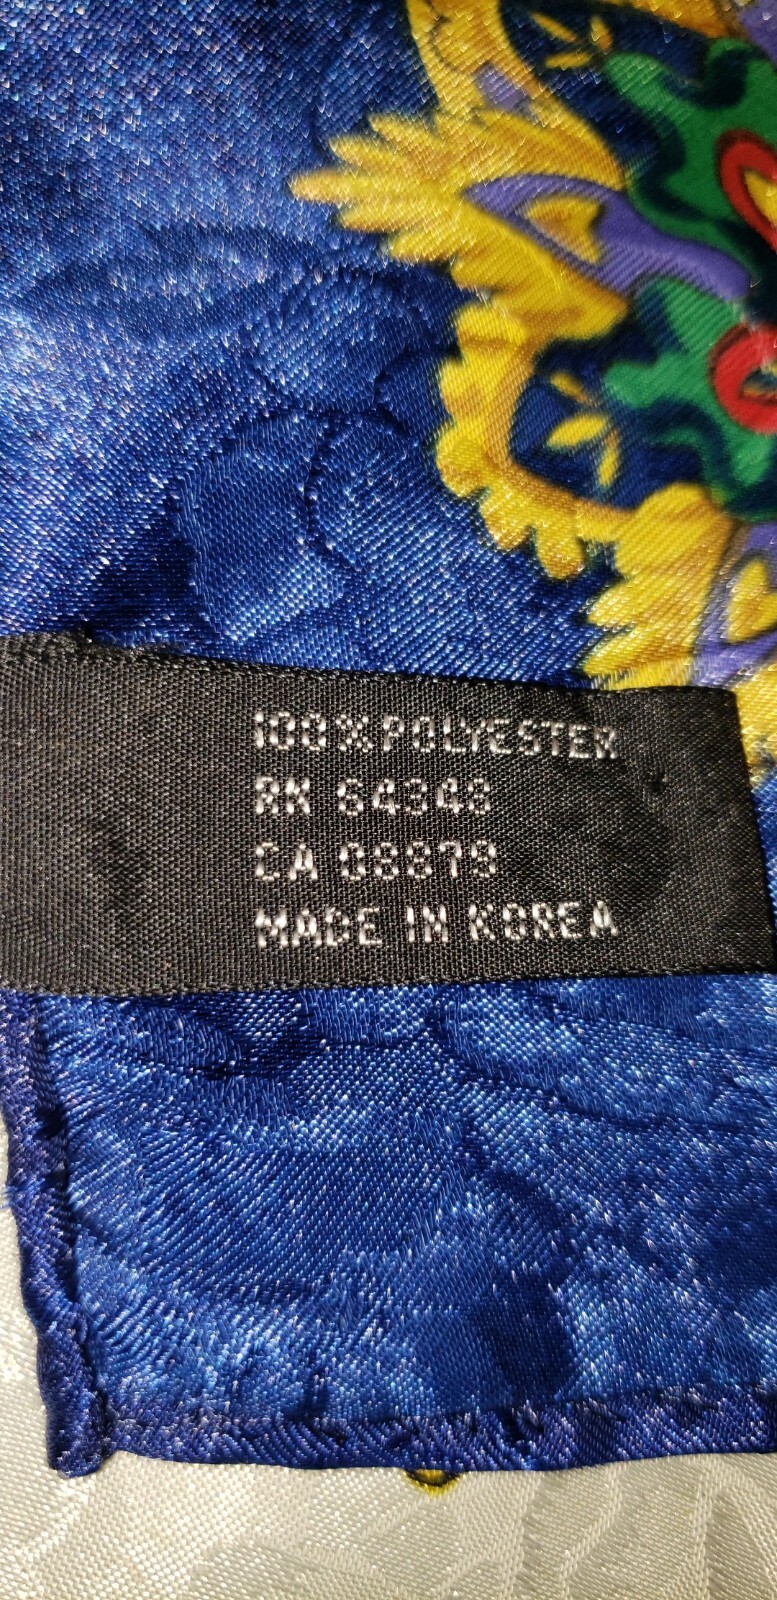 100% POLYESTER
RN 64348
CA 08879
MADE IN KOREA